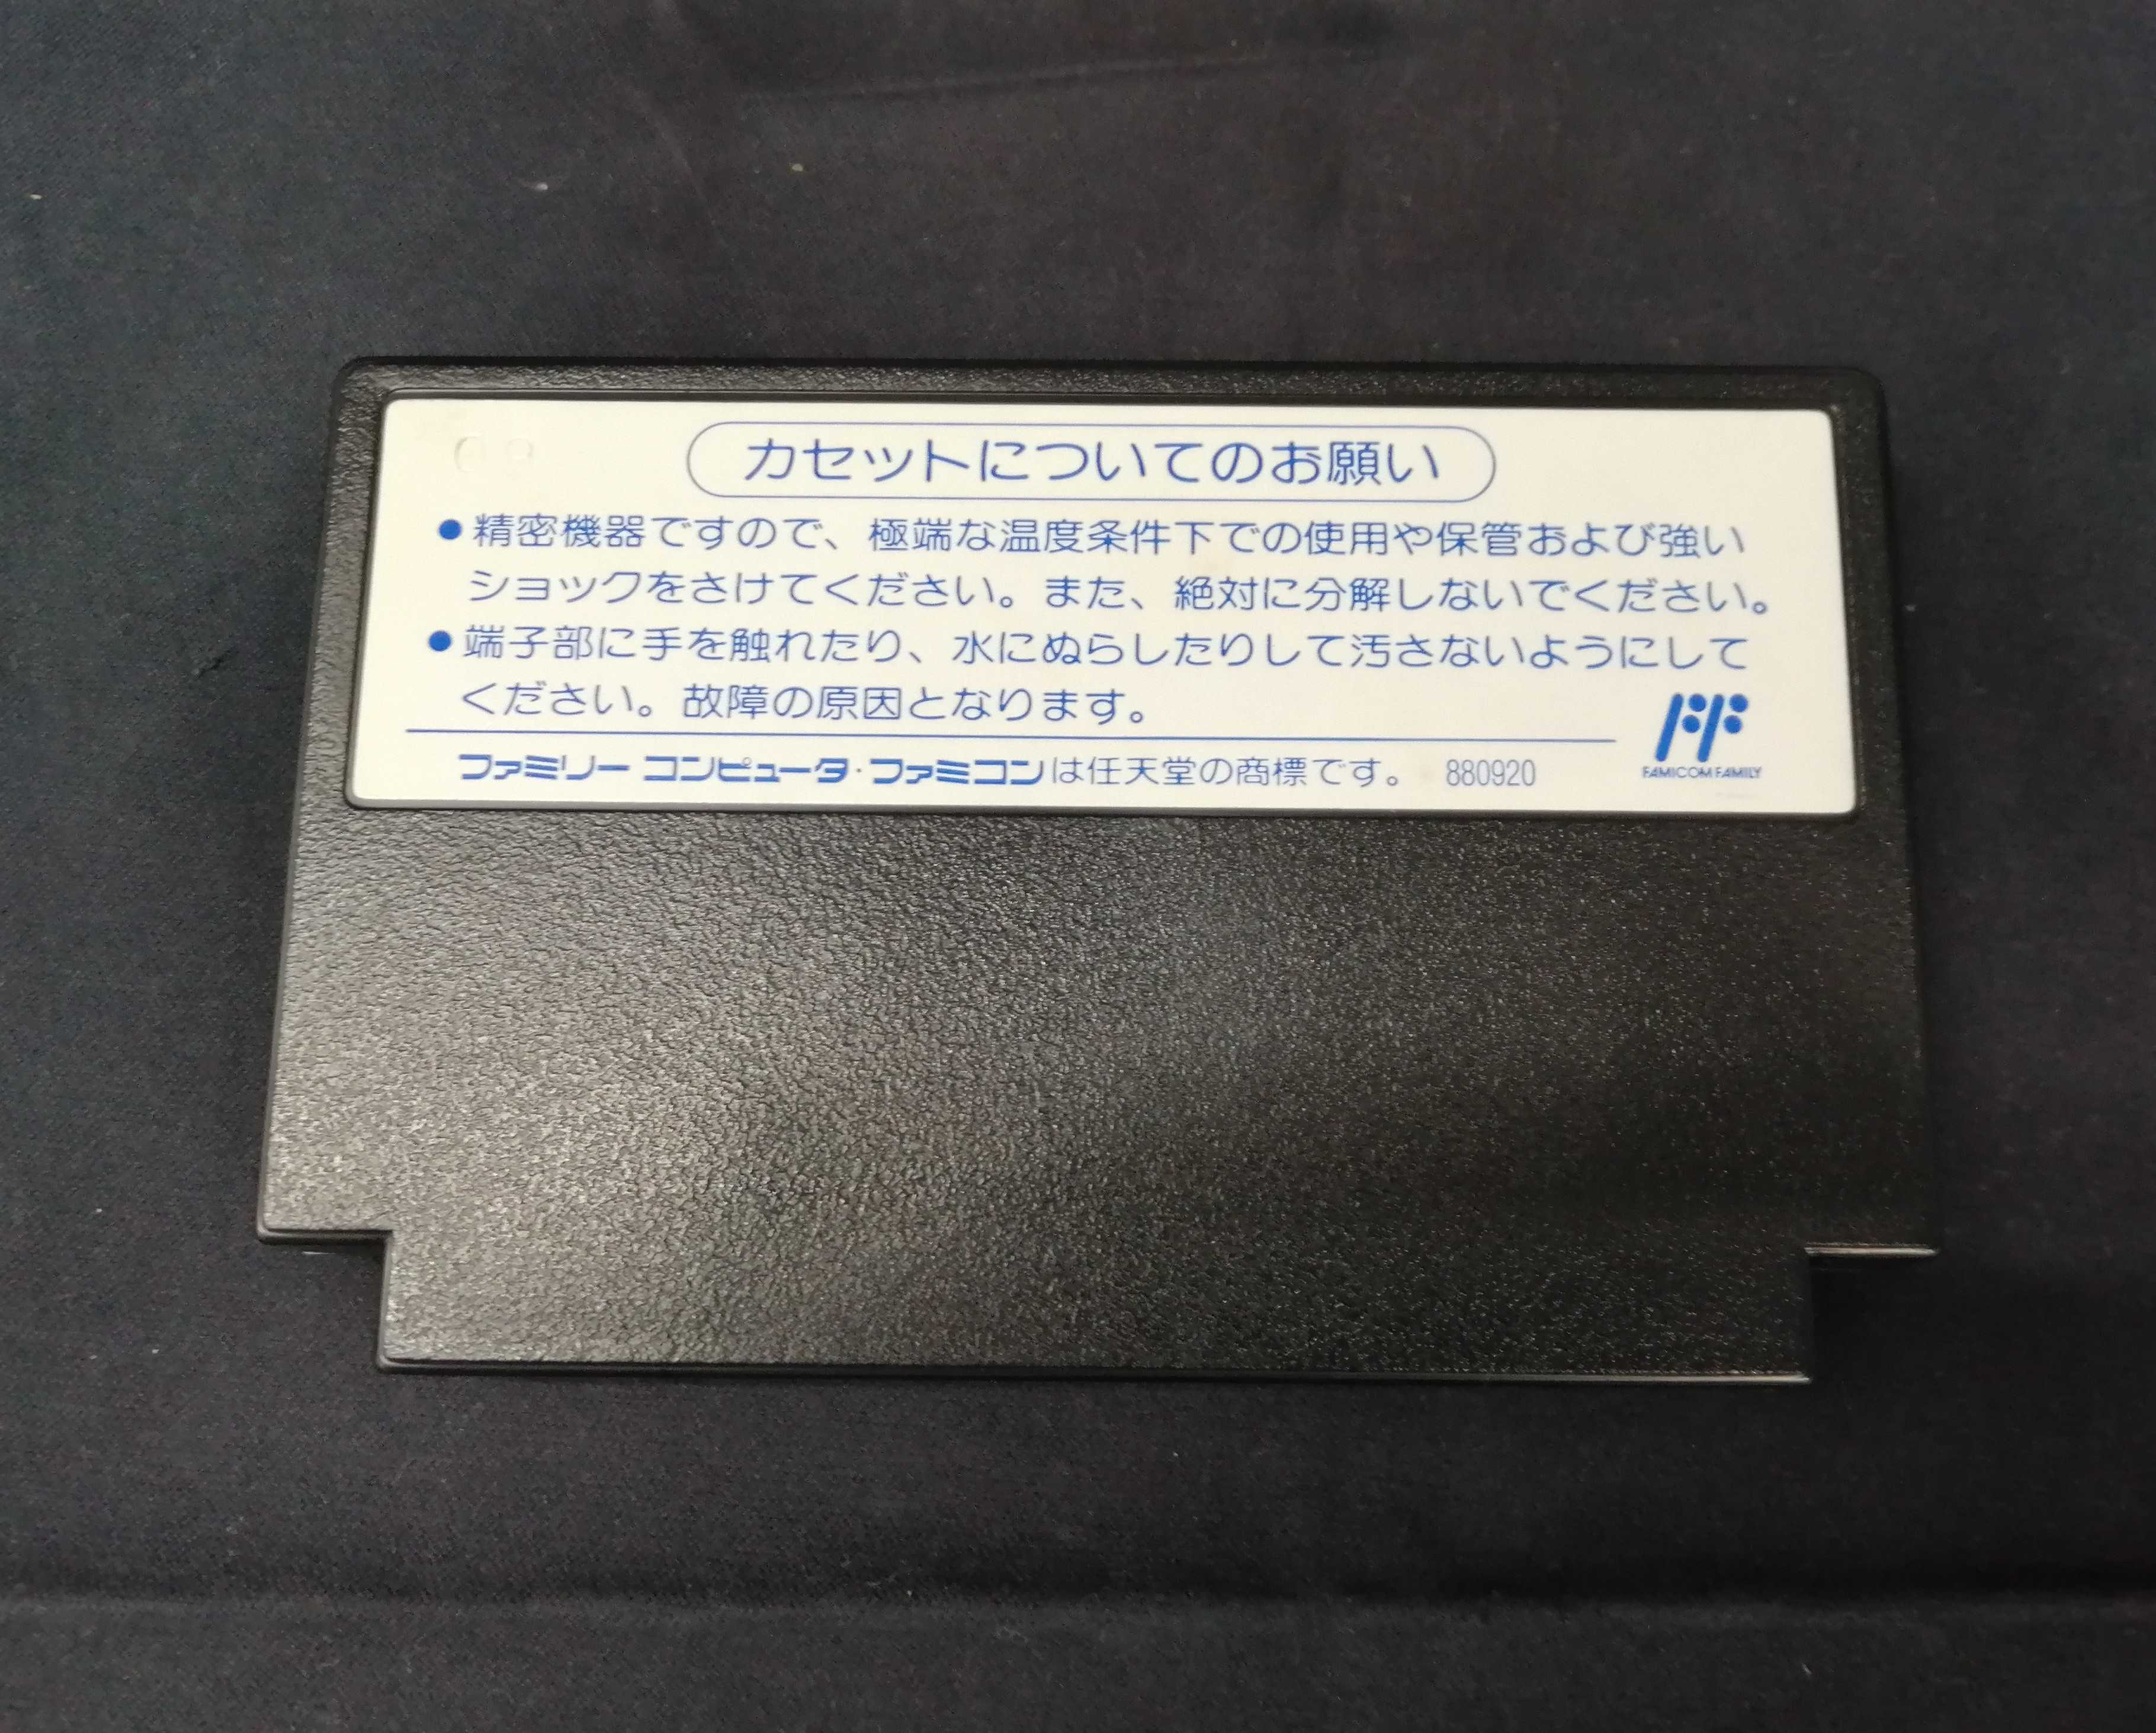 カセットについてのお願い
●精密機器ですので、極端な温度条件下での使用や保管および強い
ショックをさけてください。また、絶対に分解しないでください。
●端子部に手を触れたり、水にぬらしたりして汚さないようにして
ください。故障の原因となります。
ファミリーコンピュータ・ファミコンは任天堂の商標です。 880920
FF
FAMICOM FAMILY